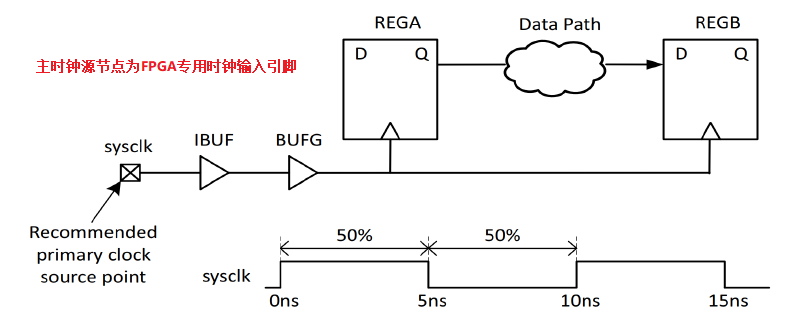 REGA
Data Path
REGB
D
Q
D
Q
主时钟源节点为FPGA专用时钟输入引脚
sysclk
IBUF
BUFG
Recommended
primary clock
source point
50%
50%
sysclk
0ns
5ns
10ns
15ns